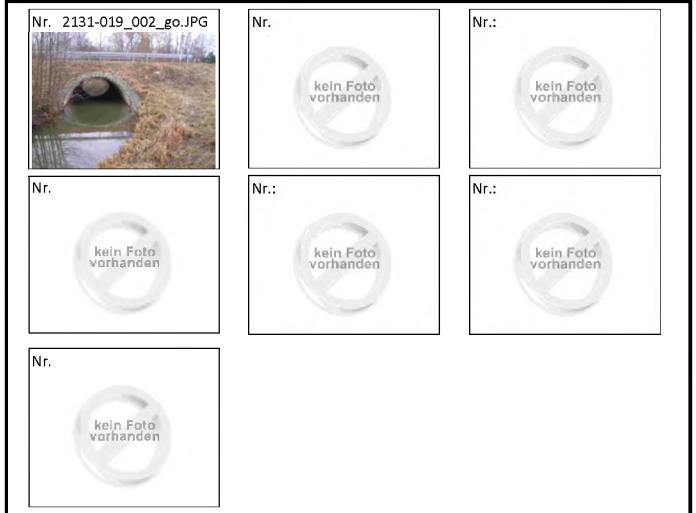 Nr. 2131-019_002_go.JPG
Nr.
kein Foto
vorhanden
Nr.:
kein Foto
vorhanden
Nr.
kein Foto
vorhanden
Nr.:
kein Foto
vorhanden
Nr.:
kein Foto
vorhanden
Nr.
kein Foto
vorhanden